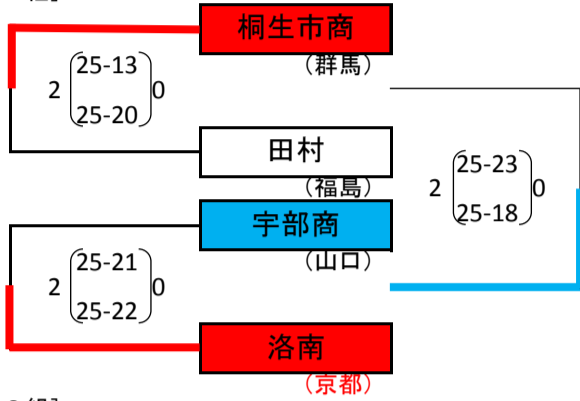 桐生市商
(群馬)
2 25-13 0
25-20
田村
(福島)
2 25-23 0
25-18
宇部商
(山口)
2 25-21 0
25-22
洛南
(京都)